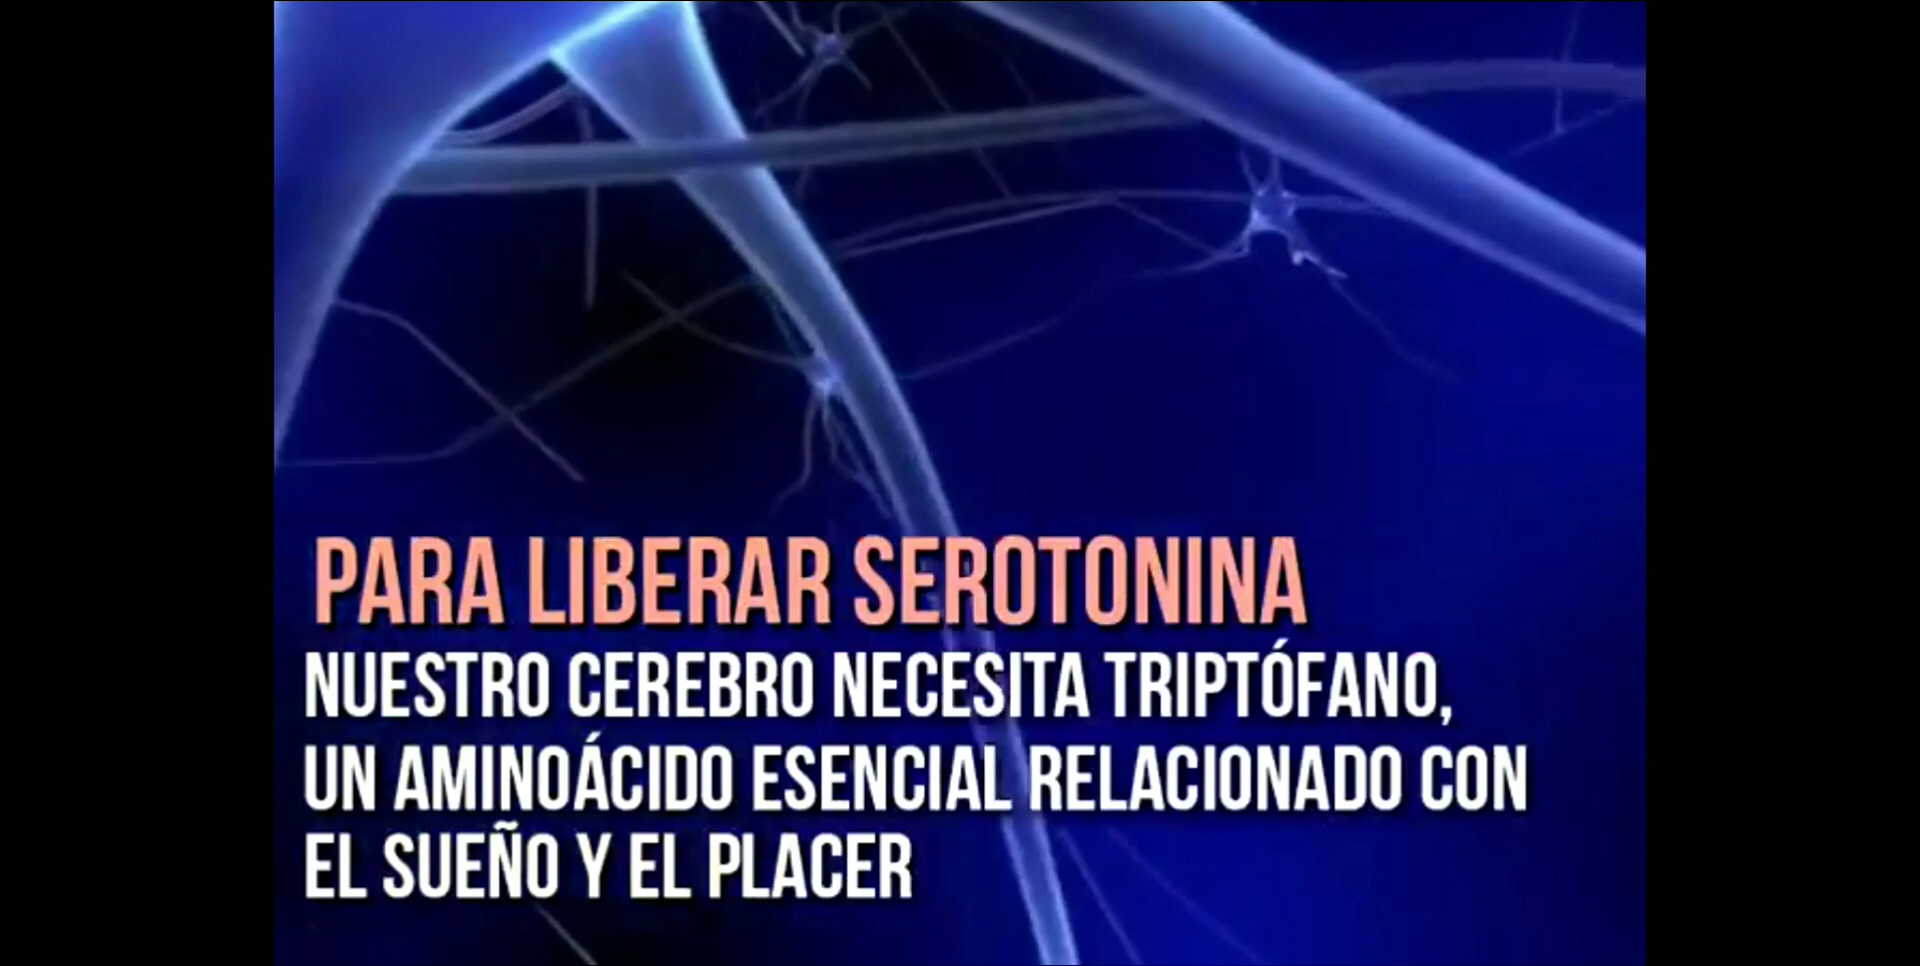 PARA LIBERAR SEROTONINA
NUESTRO CEREBRO NECESITA TRIPTÓFANO,
UN AMINOÁCIDO ESENCIAL RELACIONADO CON
EL SUEÑO Y EL PLACER